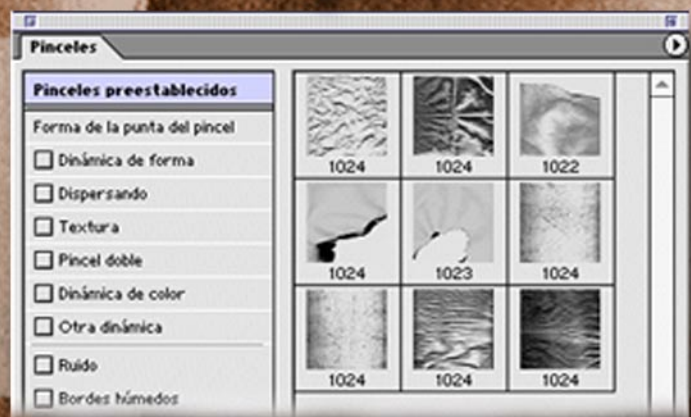 Pinceles
Pinceles preestablecidos
Forma de la punta del pincel
Dinámica de forma
Dispersando
Textura
Pincel doble
Dinámica de color
Otra dinámica
Ruido
Bordes húmedos
1024 1024 1022
1024 1023 1024
1024 1024 1024